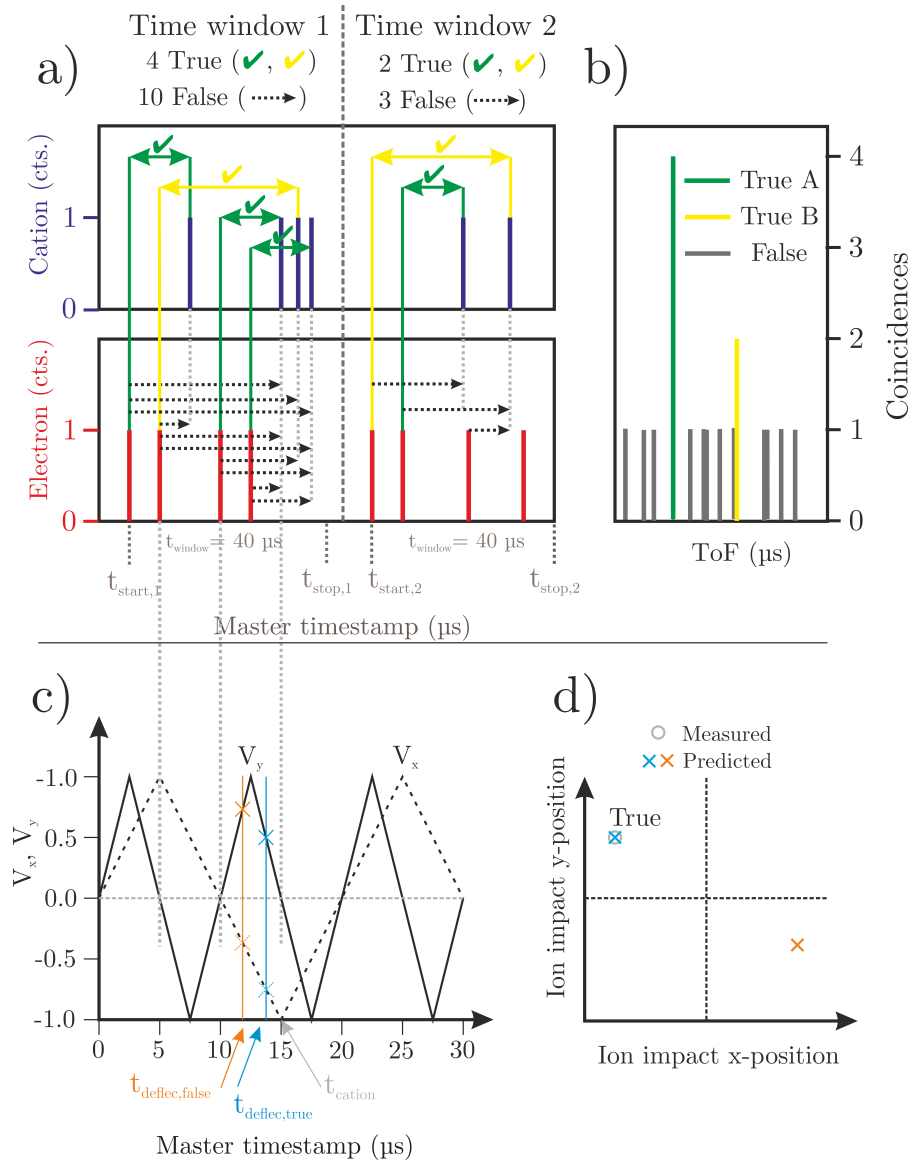 Time window 1
4 True (✔, ✔)
10 False (┈➤)
Time window 2
2 True (✔, ✔)
3 False (┈➤)
a)
b)
Cation (cts.)
1
0
Electron (cts.)
1
0
t_window = 40 µs
t_window = 40 µs
t_start,1
t_stop,1
t_start,2
t_stop,2
Master timestamp (µs)
True A
True B
False
4
3
2
1
0
Coincidences
ToF (µs)
c)
V_x, V_y
-1.0
0.5
0.0
-0.5
-1.0
V_y
V_x
0
5
10
15
20
25
30
t_deflec,false
t_deflec,true
t_cation
Master timestamp (µs)
d)
Measured
Predicted
True
Ion impact y-position
Ion impact x-position